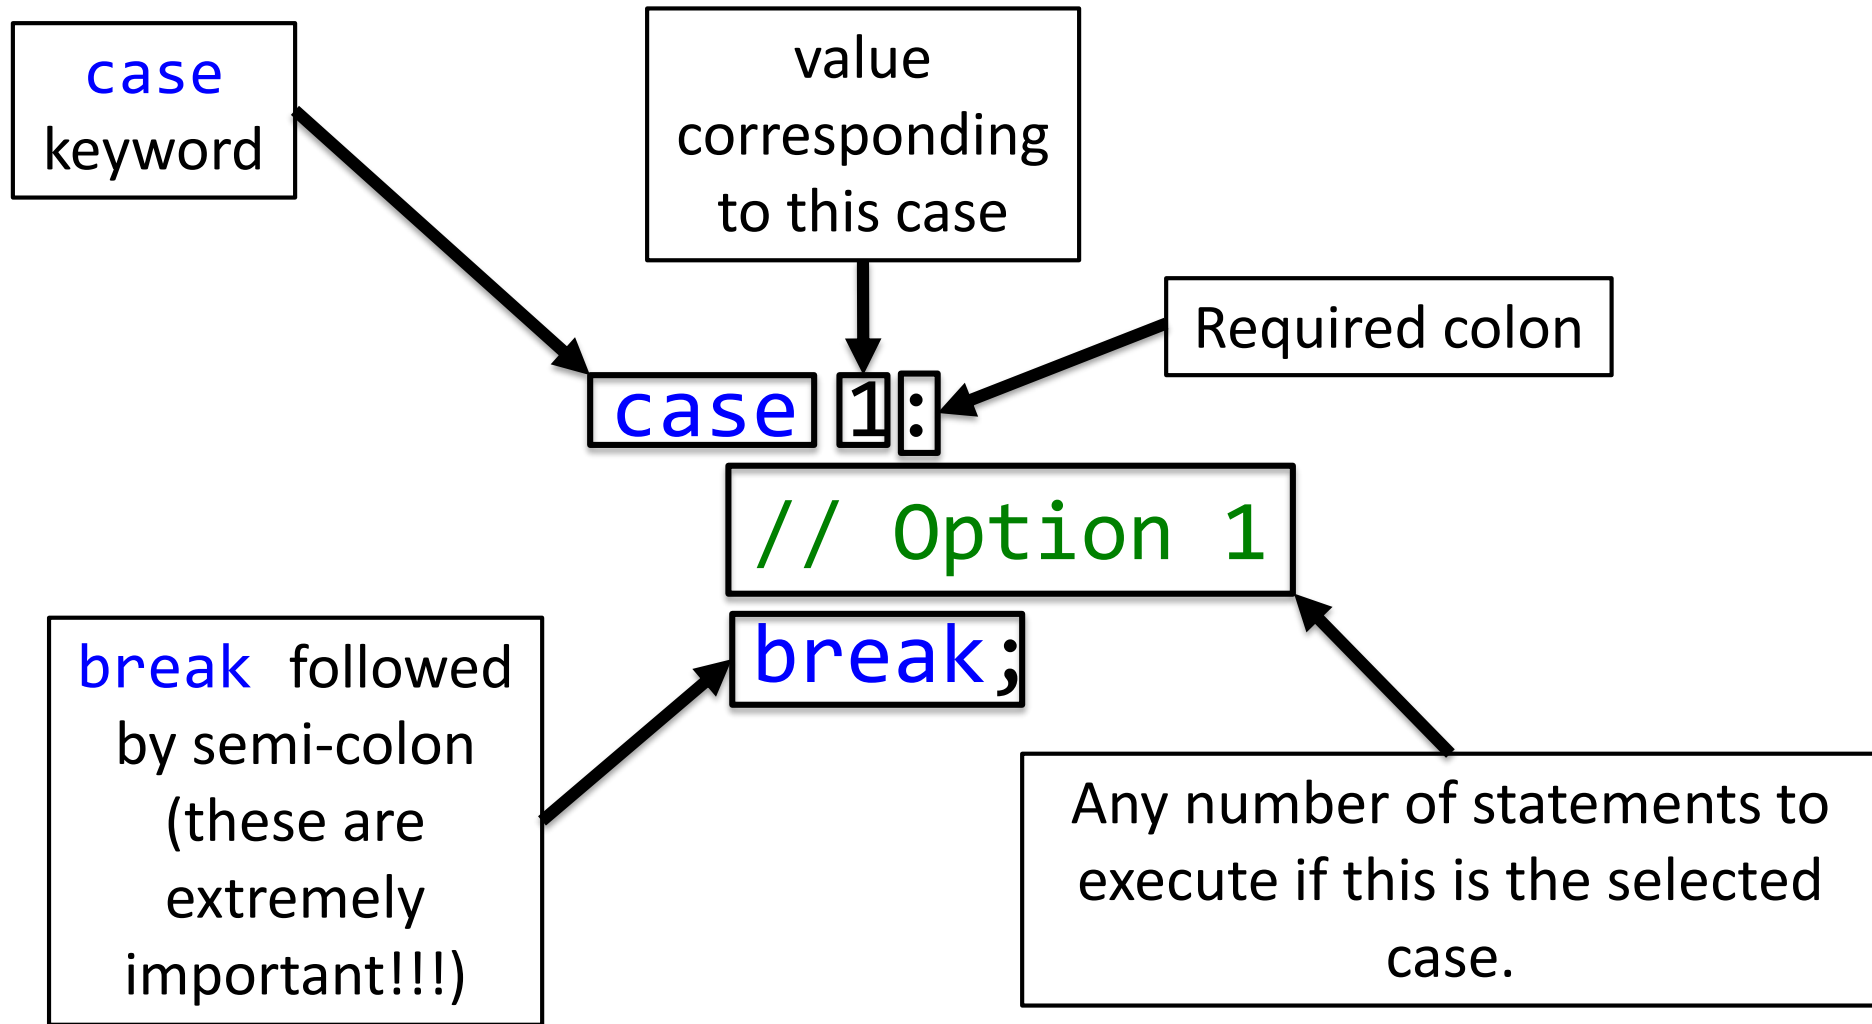 case
keyword
value
corresponding
to this case
Required colon
case 1:
// Option 1
break;
break followed
by semi-colon
(these are
extremely
important!!!)
Any number of statements to
execute if this is the selected
case.